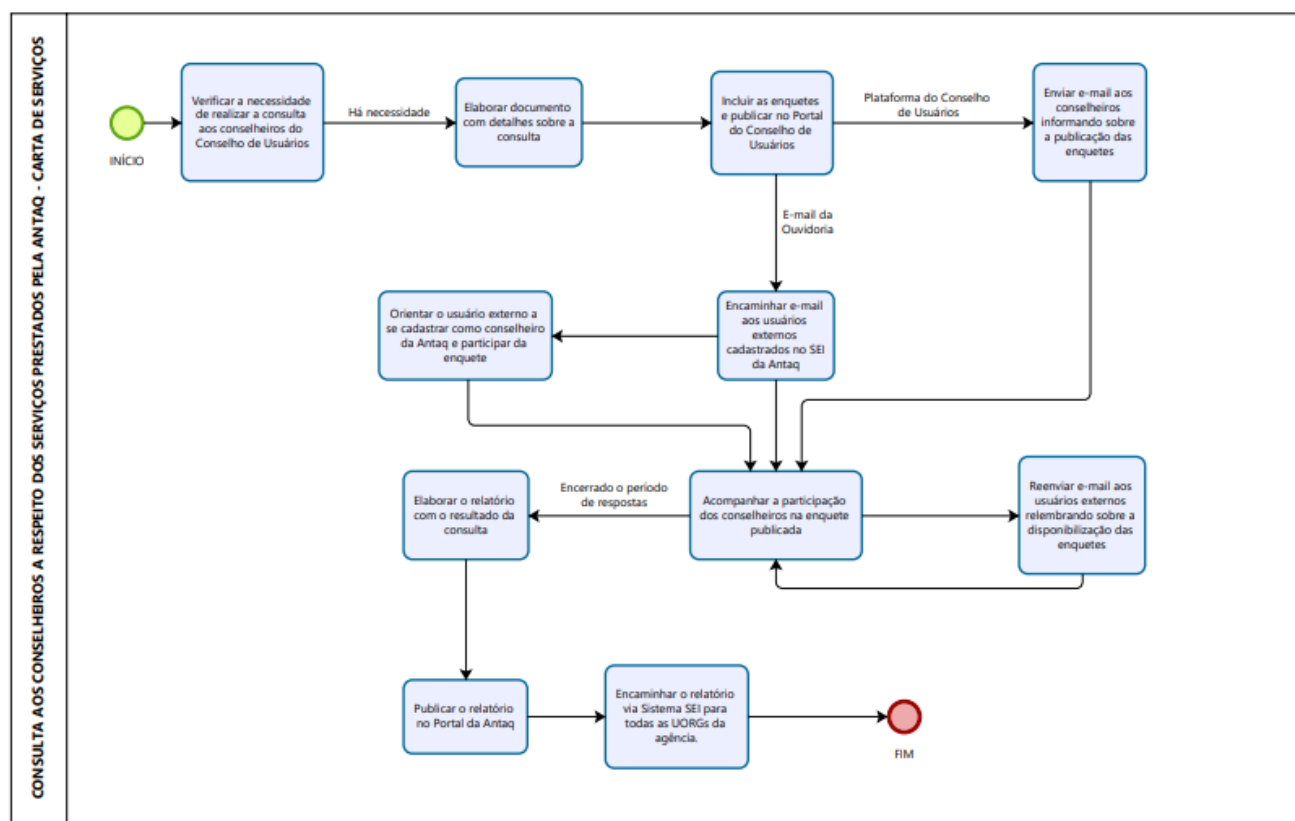 CONSULTA AOS CONSELHEIROS A RESPEITO DOS SERVIÇOS PRESTADOS PELA ANTAQ - CARTA DE SERVIÇOS
INÍCIO
Verificar a necessidade
de realizar a consulta
aos conselheiros do
Conselho de Usuários
Há necessidade
Elaborar documento
com detalhes sobre a
consulta
Incluir as enquetes
e publicar no Portal
do Conselho de
Usuários
Plataforma do Conselho
de Usuários
Enviar e-mail aos
conselheiros
informando sobre
a publicação das
enquetes
E-mail da
Ouvidoria
Encaminhar e-mail
aos usuários
externos
cadastrados no SEI
da Antaq
Orientar o usuário externo a
se cadastrar como conselheiro
da Antaq e participar da
enquete
Acompanhar a participação
dos conselheiros na enquete
publicada
Reenviar e-mail aos
usuários externos
relembrando sobre a
disponibilização das
enquetes
Encerrado o período
de respostas
Elaborar o relatório
com o resultado da
consulta
Publicar o relatório
no Portal da Antaq
Encaminhar o relatório
via Sistema SEI para
todas as UORGs da
agência.
FIM